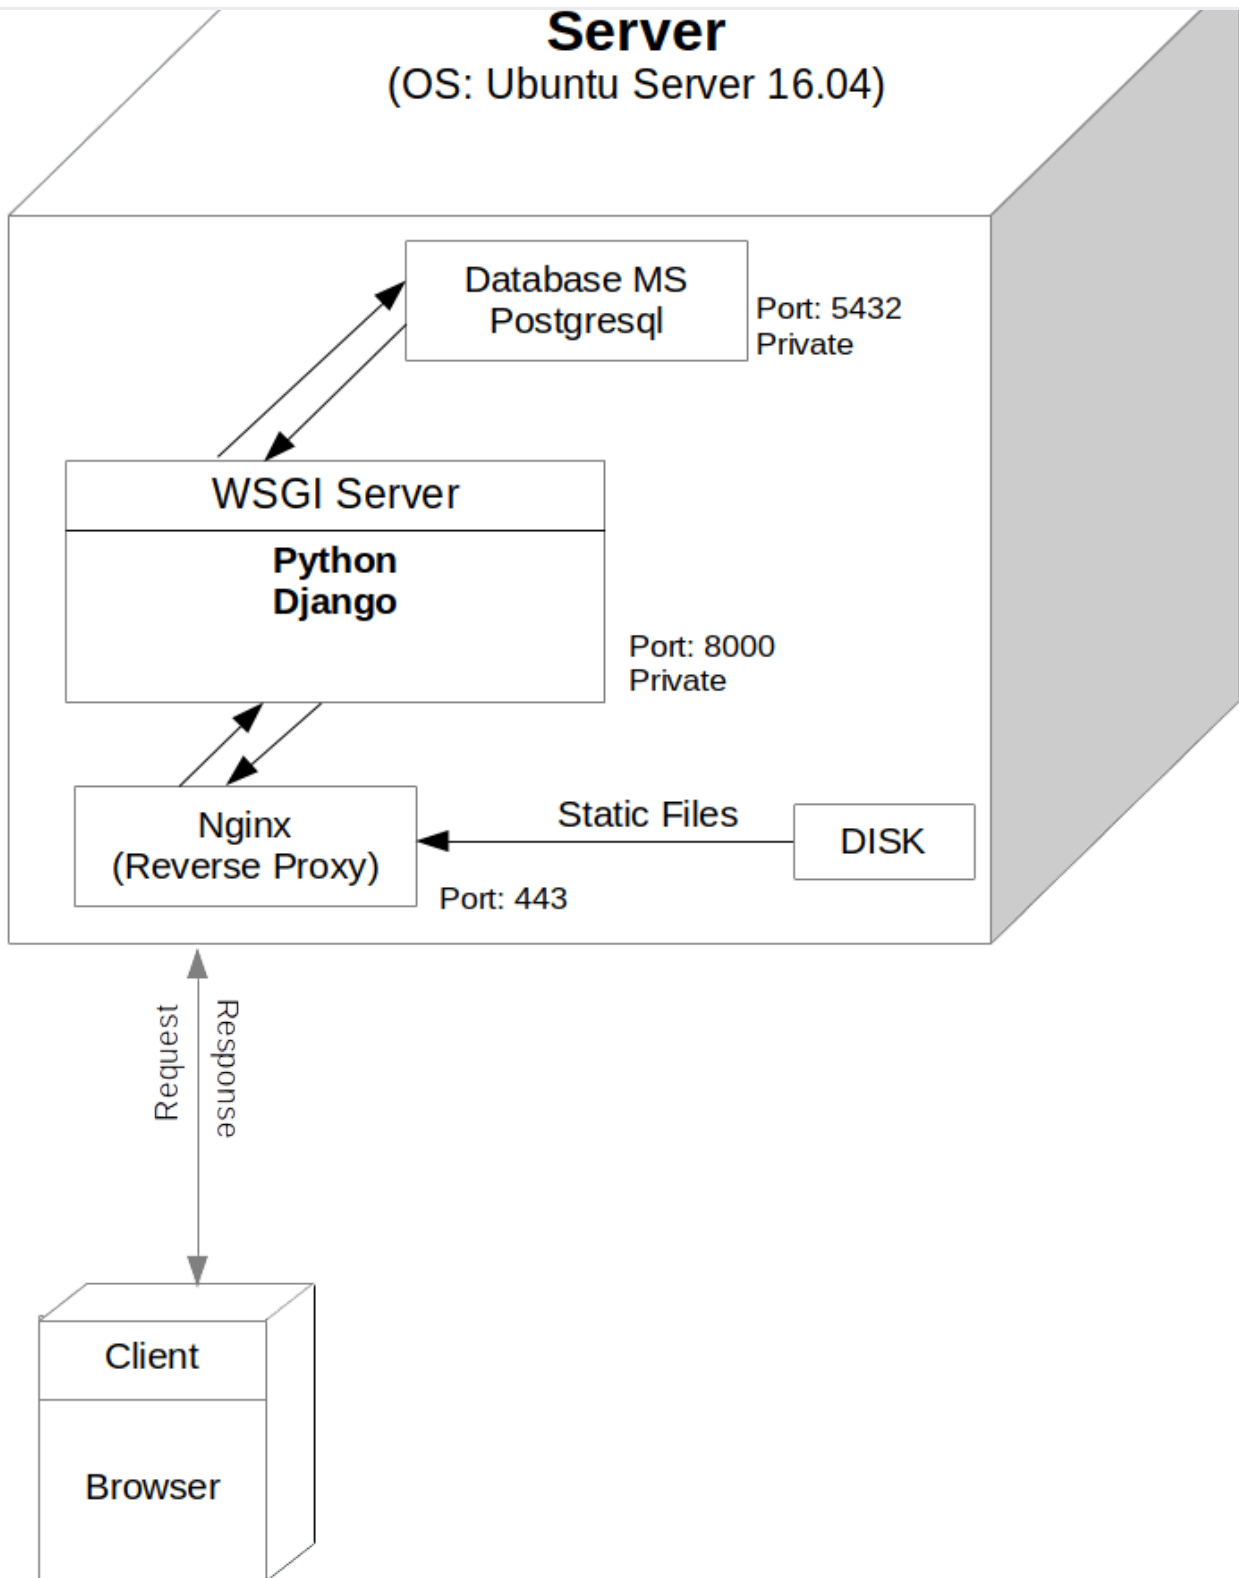 Server
(OS: Ubuntu Server 16.04)
Database MS
Postgresql
Port: 5432
Private
WSGI Server
Python
Django
Port: 8000
Private
Nginx
(Reverse Proxy)
Static Files
DISK
Port: 443
Request
Response
Client
Browser